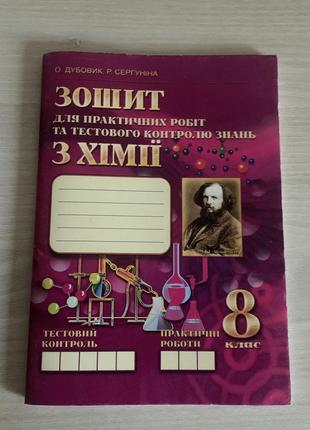 О. ДУБОВИК, Р. СЕРГУНІНА
ЗОШИТ
ДЛЯ ПРАКТИЧНИХ РОБІТ
ТА ТЕСТОВОГО КОНТРОЛЮ ЗНАНЬ
З ХІМІЇ
8
клас
ТЕСТОВИЙ
КОНТРОЛЬ
ПРАКТИЧНІ
РОБОТИ